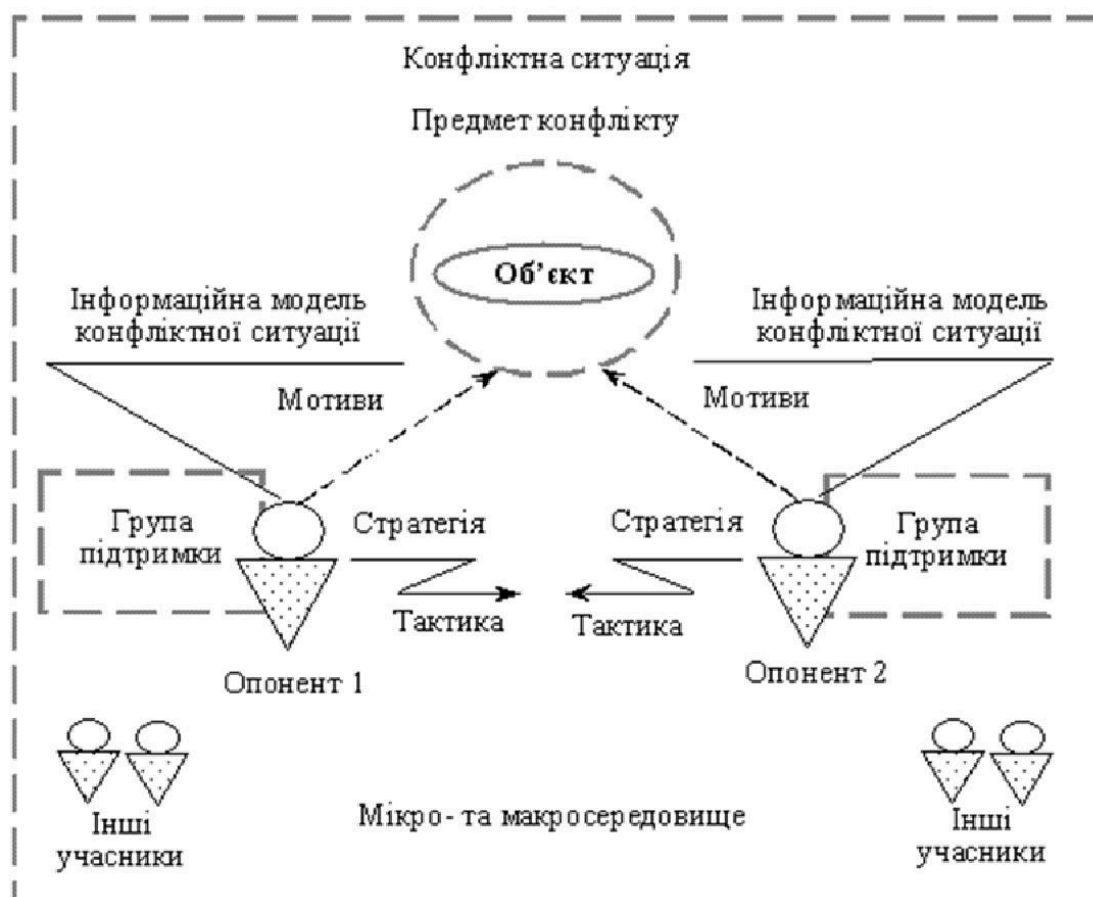 Конфліктна ситуація
Предмет конфлікту
Об’єкт
Інформаційна модель
конфліктної ситуації
Інформаційна модель
конфліктної ситуації
Мотиви
Мотиви
Група
підтримки
Стратегія
Стратегія
Група
підтримки
Тактика
Тактика
Опонент 1
Опонент 2
Інші
учасники
Мікро- та макросередовище
Інші
учасники